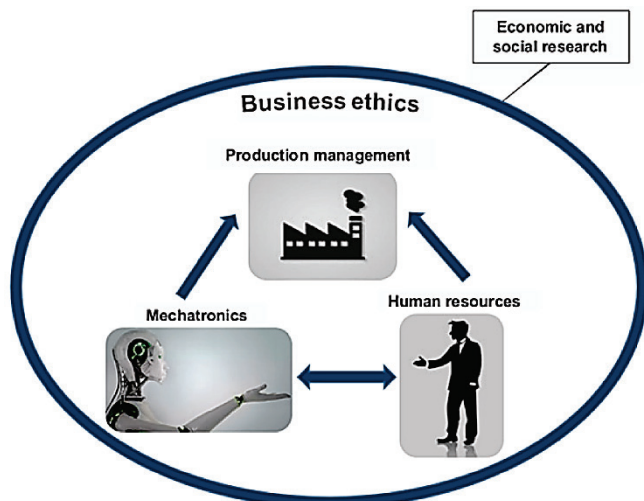 Economic and
social research
Business ethics
Production management
Mechatronics
Human resources